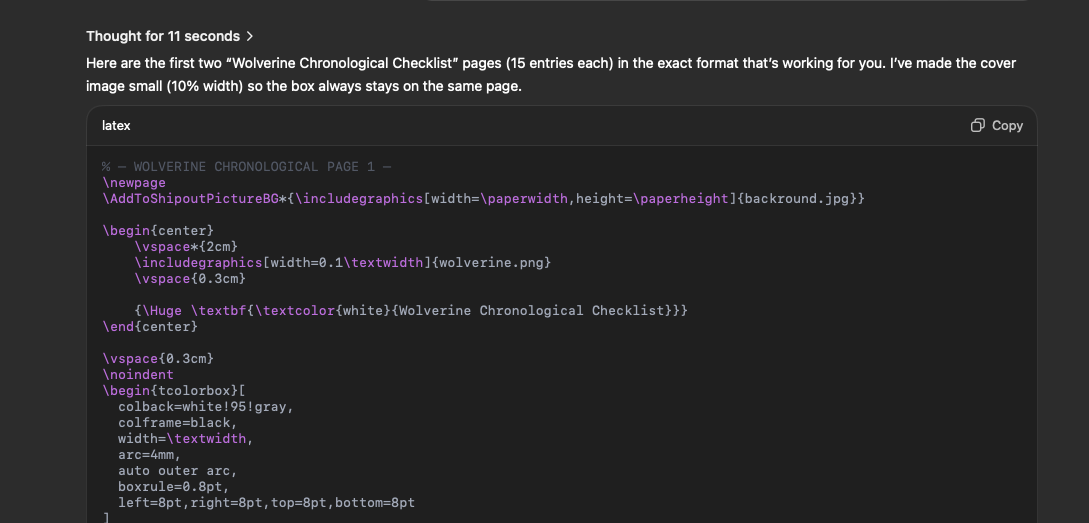 Thought for 11 seconds >
Here are the first two “Wolverine Chronological Checklist” pages (15 entries each) in the exact format that’s working for you. I’ve made the cover
image small (10% width) so the box always stays on the same page.
latex
Copy
% — WOLVERINE CHRONOLOGICAL PAGE 1 —
\newpage
\AddToShipoutPictureBG*{\includegraphics[width=\paperwidth,height=\paperheight]{backround.jpg}}
\begin{center}
    \vspace*{2cm}
    \includegraphics[width=0.1\textwidth]{wolverine.png}
    \vspace{0.3cm}
    {\Huge \textbf{\textcolor{white}{Wolverine Chronological Checklist}}}
\end{center}
\vspace{0.3cm}
\noindent
\begin{tcolorbox}[
  colback=white!95!gray,
  colframe=black,
  width=\textwidth,
  arc=4mm,
  auto outer arc,
  boxrule=0.8pt,
  left=8pt,right=8pt,top=8pt,bottom=8pt
]